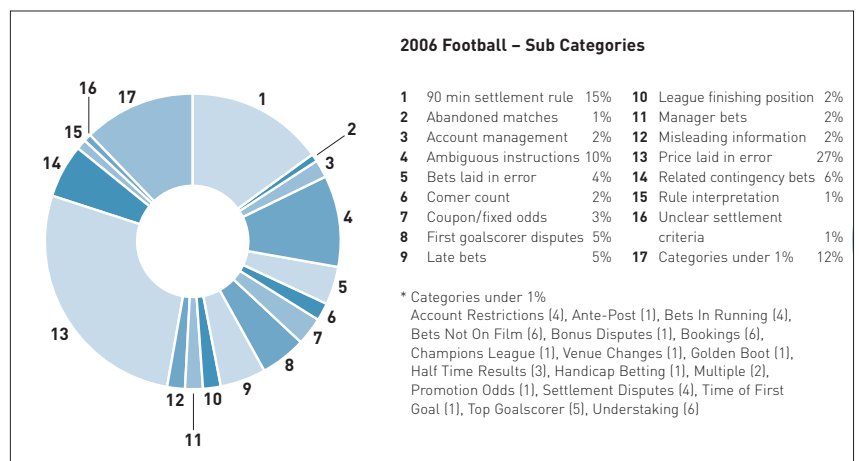 2006 Football – Sub Categories
1 90 min settlement rule 15%
2 Abandoned matches 1%
3 Account management 2%
4 Ambiguous instructions 10%
5 Bets laid in error 4%
6 Corner count 2%
7 Coupon/fixed odds 3%
8 First goalscorer disputes 5%
9 Late bets 5%
10 League finishing position 2%
11 Manager bets 2%
12 Misleading information 2%
13 Price laid in error 27%
14 Related contingency bets 6%
15 Rule interpretation 1%
16 Unclear settlement
criteria 1%
17 Categories under 1% 12%
* Categories under 1%
Account Restrictions (4), Ante-Post (1), Bets In Running (4),
Bets Not On Film (6), Bonus Disputes (1), Bookings (6),
Champions League (1), Venue Changes (1), Golden Boot (1),
Half Time Results (3), Handicap Betting (1), Multiple (2),
Promotion Odds (1), Settlement Disputes (4), Time of First
Goal (1), Top Goalscorer (5), Understaking (6)
1
2
3
4
5
6
7
8
9
10
11
12
13
14
15
16
17